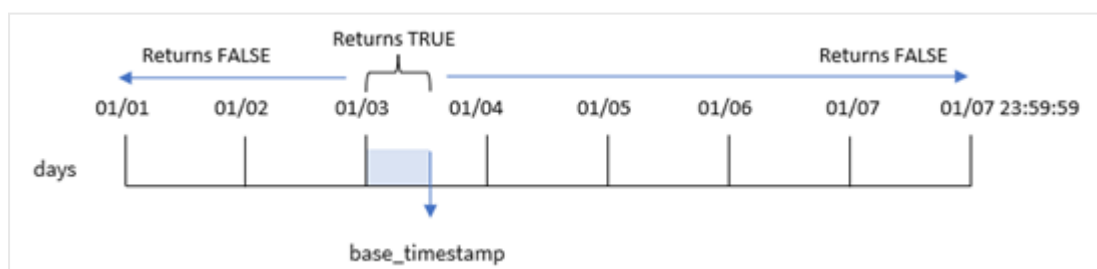 Returns TRUE
Returns FALSE
Returns FALSE
01/01
01/02
01/03
01/04
01/05
01/06
01/07
01/07 23:59:59
days
base_timestamp